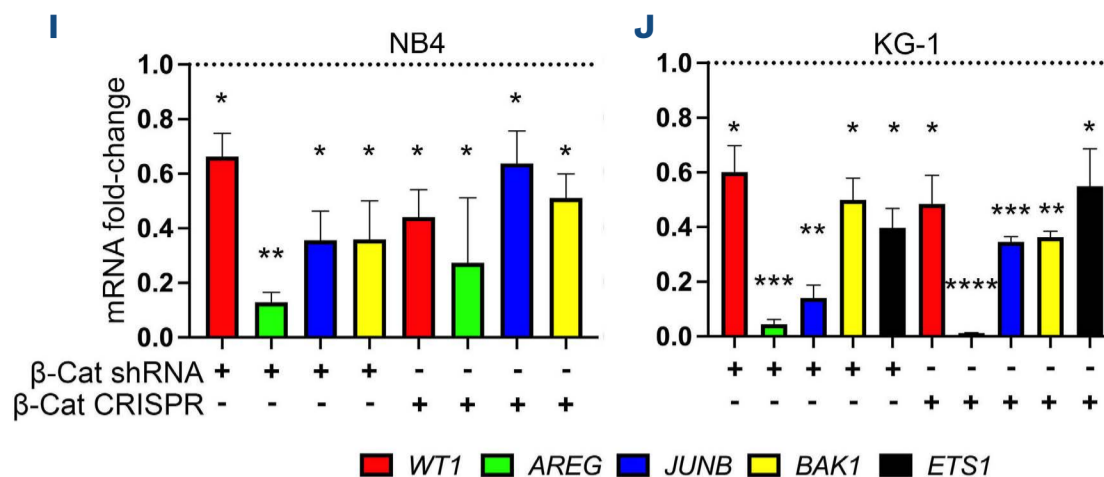 I
NB4
mRNA fold-change
1.0
0.8
0.6
0.4
0.2
0.0
* ** * * * * * *
β-Cat shRNA + + + + - - - -
β-Cat CRISPR - - - - + + + +
J
KG-1
1.0
0.8
0.6
0.4
0.2
0.0
* *** ** * * * **** *** ** *
+ + + + + - - - - -
- - - - - + + + + +
WT1 AREG JUNB BAK1 ETS1